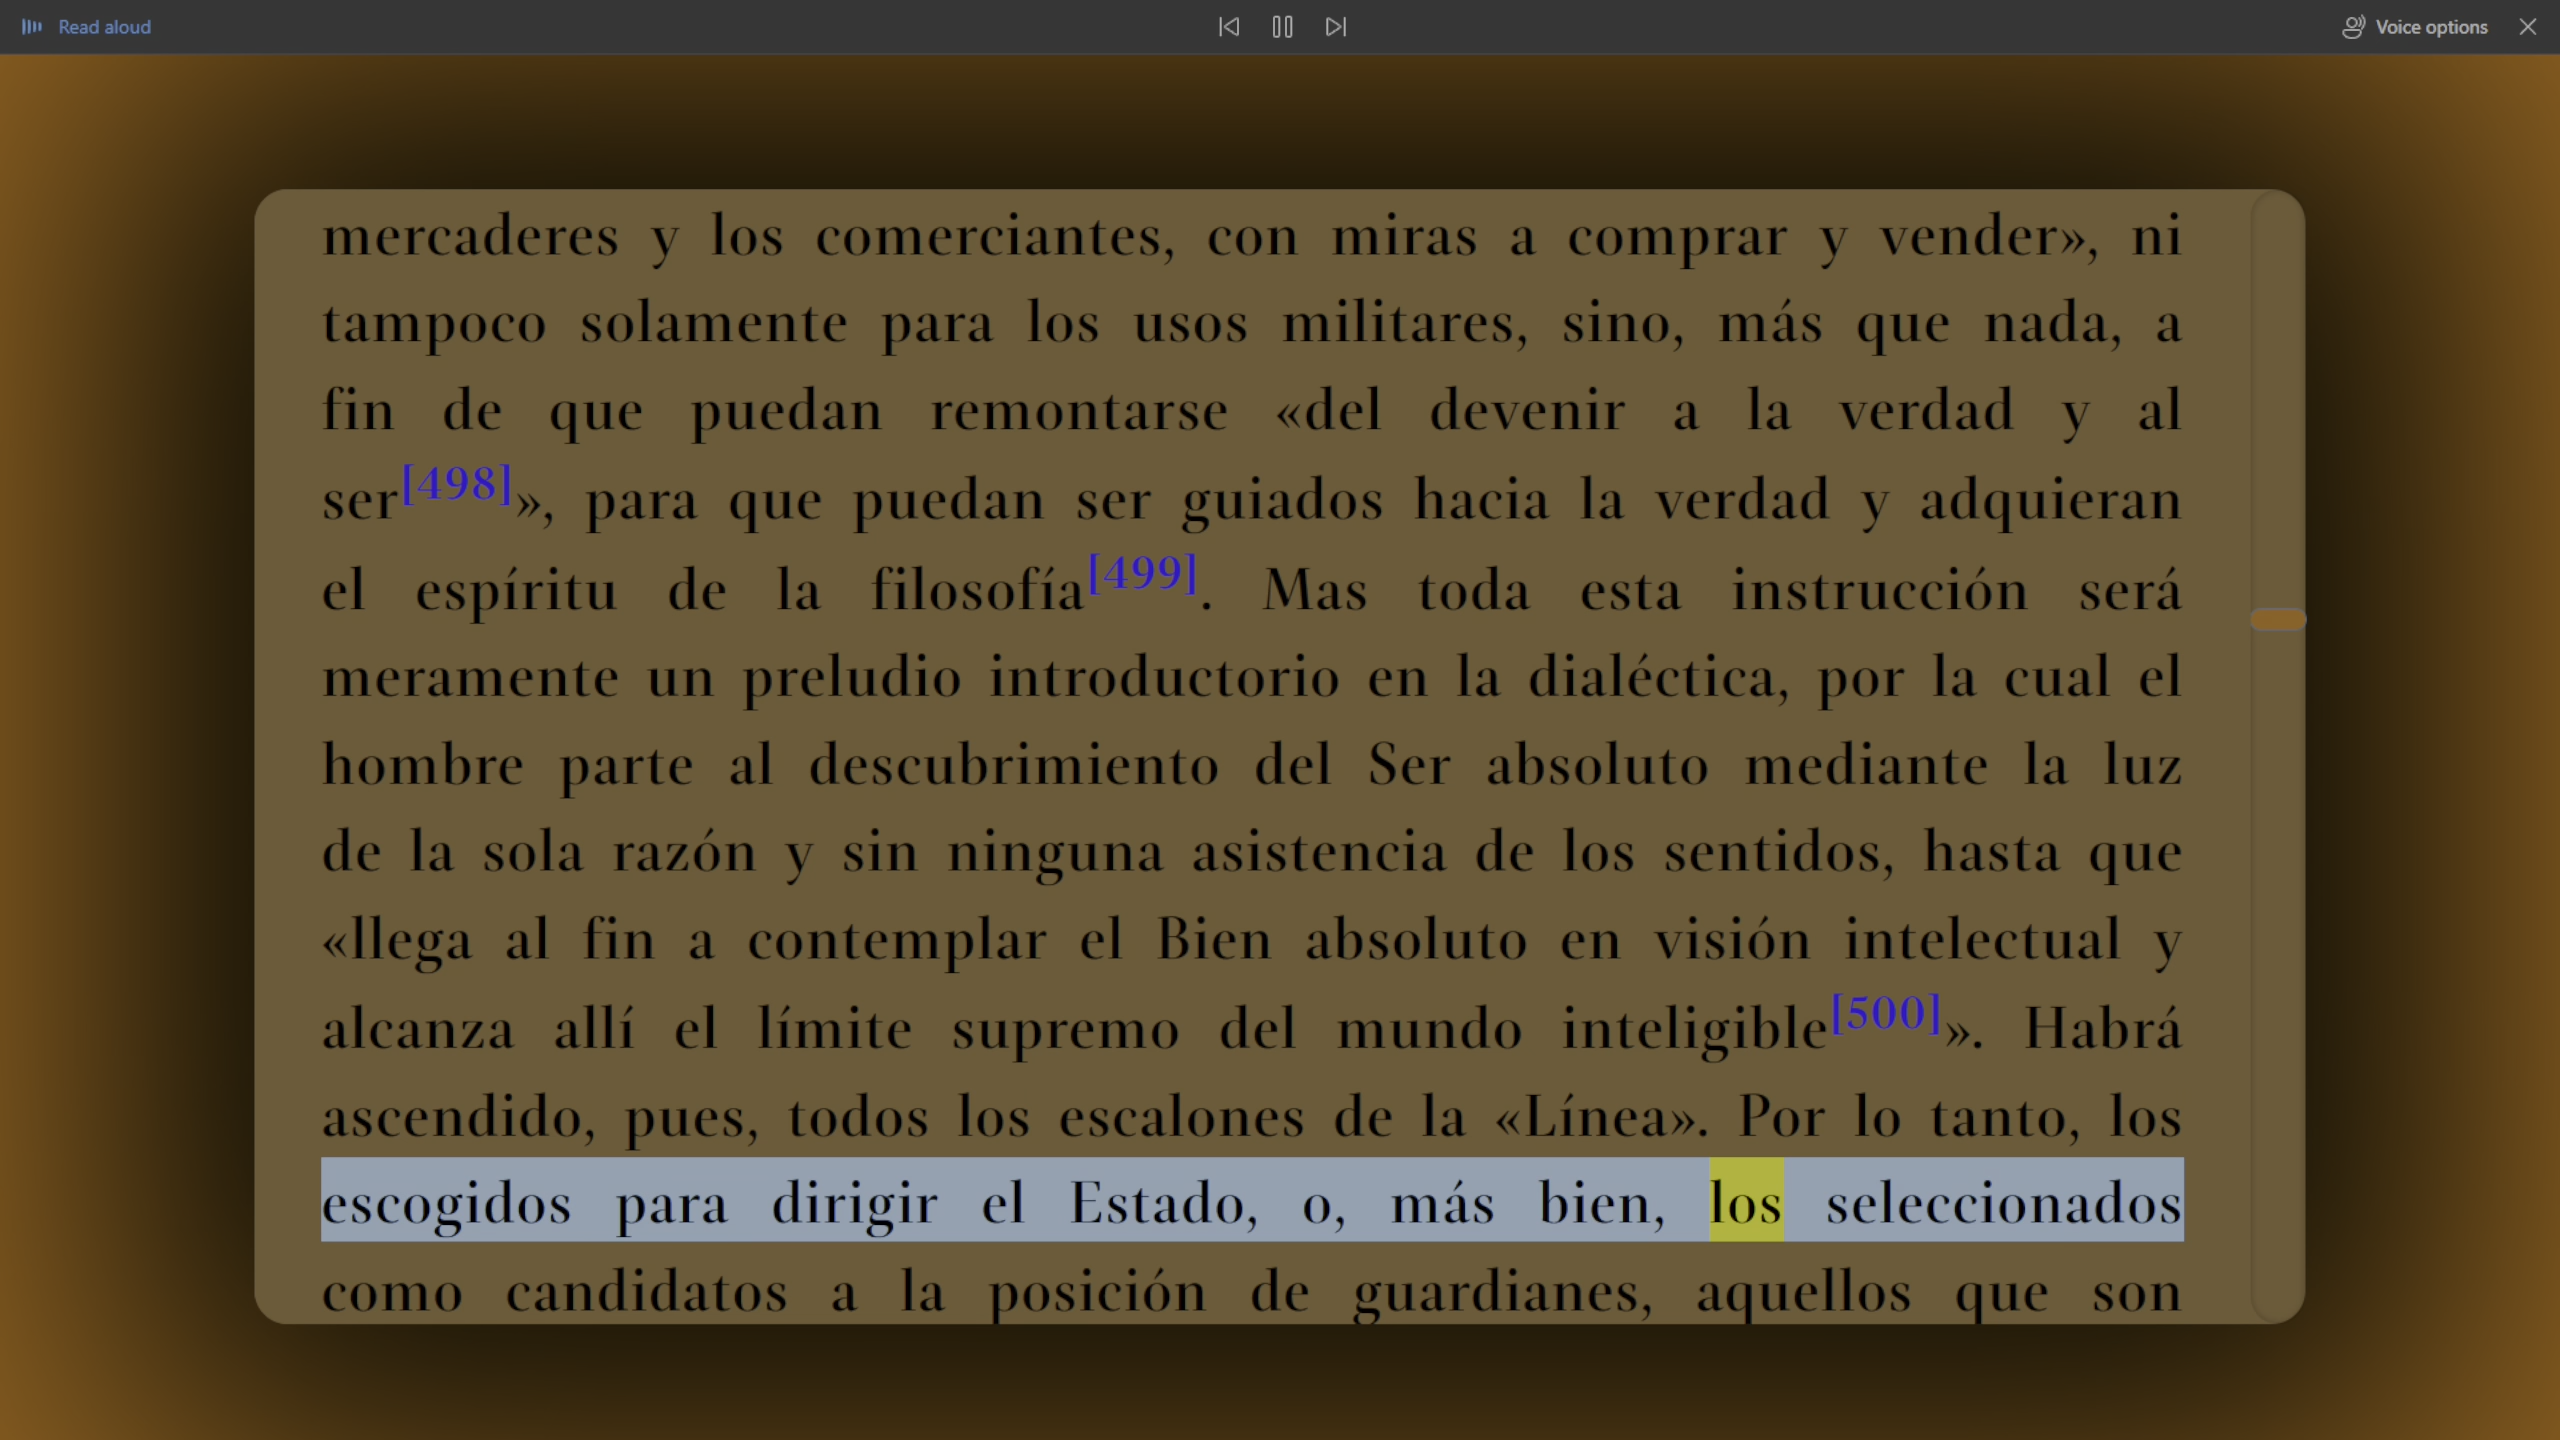 Read aloud
Voice options
mercaderes y los comerciantes, con miras a comprar y vender», ni
tampoco solamente para los usos militares, sino, más que nada, a
fin de que puedan remontarse «del devenir a la verdad y al
ser[498]», para que puedan ser guiados hacia la verdad y adquieran
el espíritu de la filosofía[499]. Mas toda esta instrucción será
meramente un preludio introductorio en la dialéctica, por la cual el
hombre parte al descubrimiento del Ser absoluto mediante la luz
de la sola razón y sin ninguna asistencia de los sentidos, hasta que
«llega al fin a contemplar el Bien absoluto en visión intelectual y
alcanza allí el límite supremo del mundo inteligible[500]». Habrá
ascendido, pues, todos los escalones de la «Línea». Por lo tanto, los
escogidos para dirigir el Estado, o, más bien, los seleccionados
como candidatos a la posición de guardianes, aquellos que son